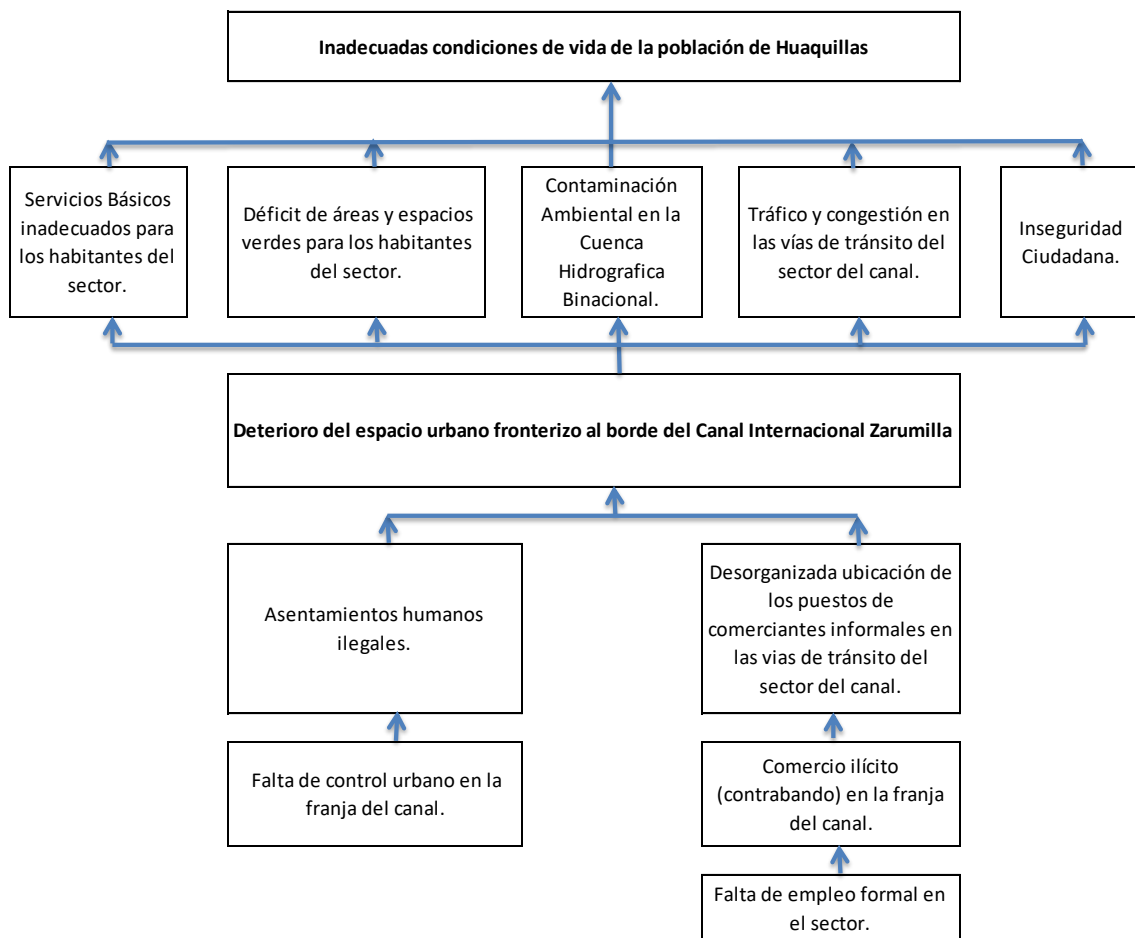 Inadecuadas condiciones de vida de la población de Huaquillas
Servicios Básicos
inadecuados para
los habitantes del
sector.
Déficit de áreas y espacios
verdes para los habitantes
del sector.
Contaminación
Ambiental en la
Cuenca
Hidrografica
Binacional.
Tráfico y congestión en
las vías de tránsito del
sector del canal.
Inseguridad
Ciudadana.
Deterioro del espacio urbano fronterizo al borde del Canal Internacional Zarumilla
Asentamientos humanos
ilegales.
Desorganizada ubicación de
los puestos de
comerciantes informales en
las vias de tránsito del
sector del canal.
Falta de control urbano en la
franja del canal.
Comercio ilícito
(contrabando) en la franja
del canal.
Falta de empleo formal en
el sector.